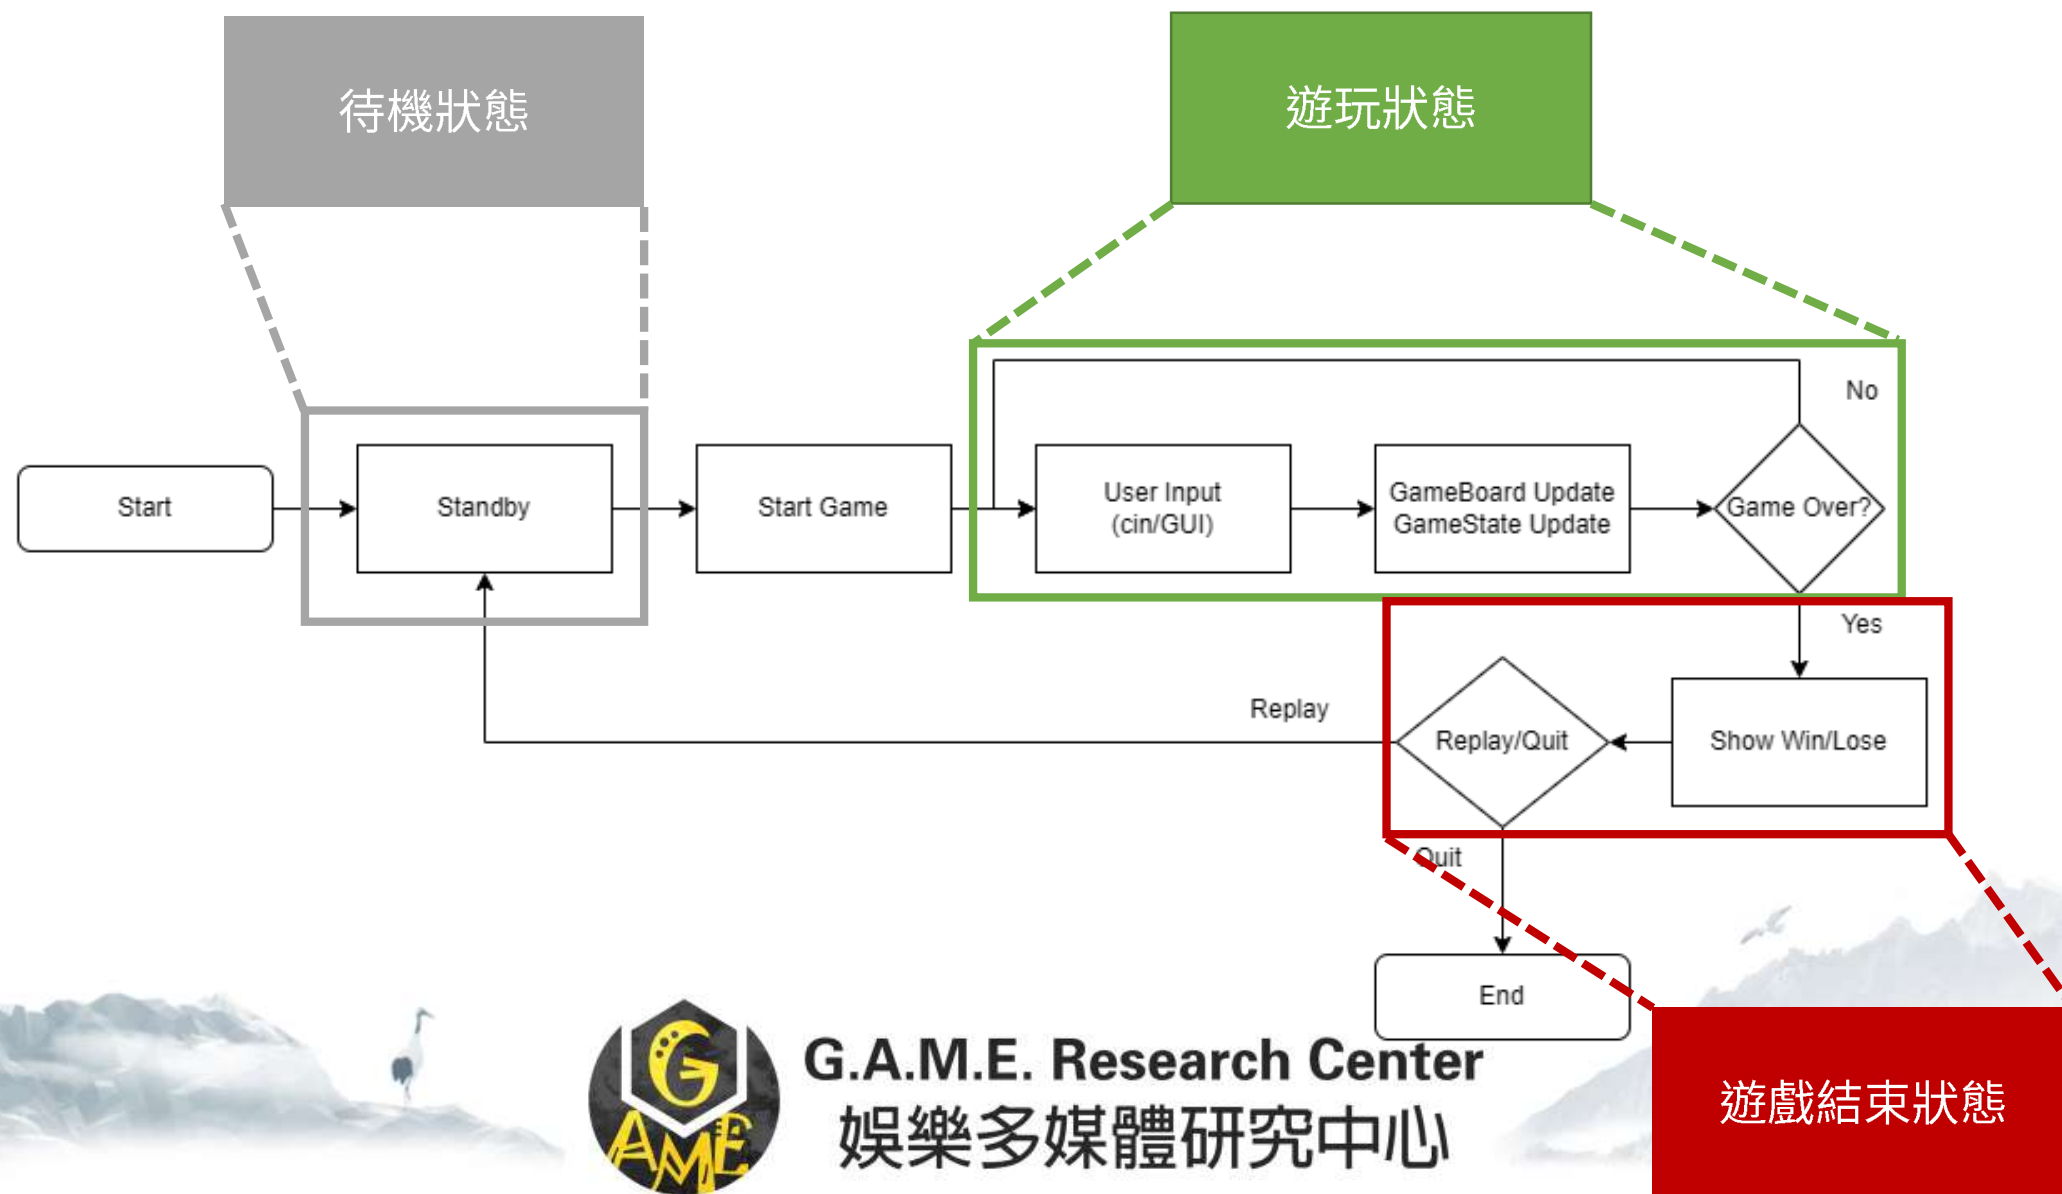 待機狀態
遊玩狀態
No
Start
Standby
Start Game
User Input
(cin/GUI)
GameBoard Update
GameState Update
Game Over?
Yes
Replay
Replay/Quit
Show Win/Lose
Quit
End
G
AME
G.A.M.E. Research Center
娛樂多媒體研究中心
遊戲結束狀態